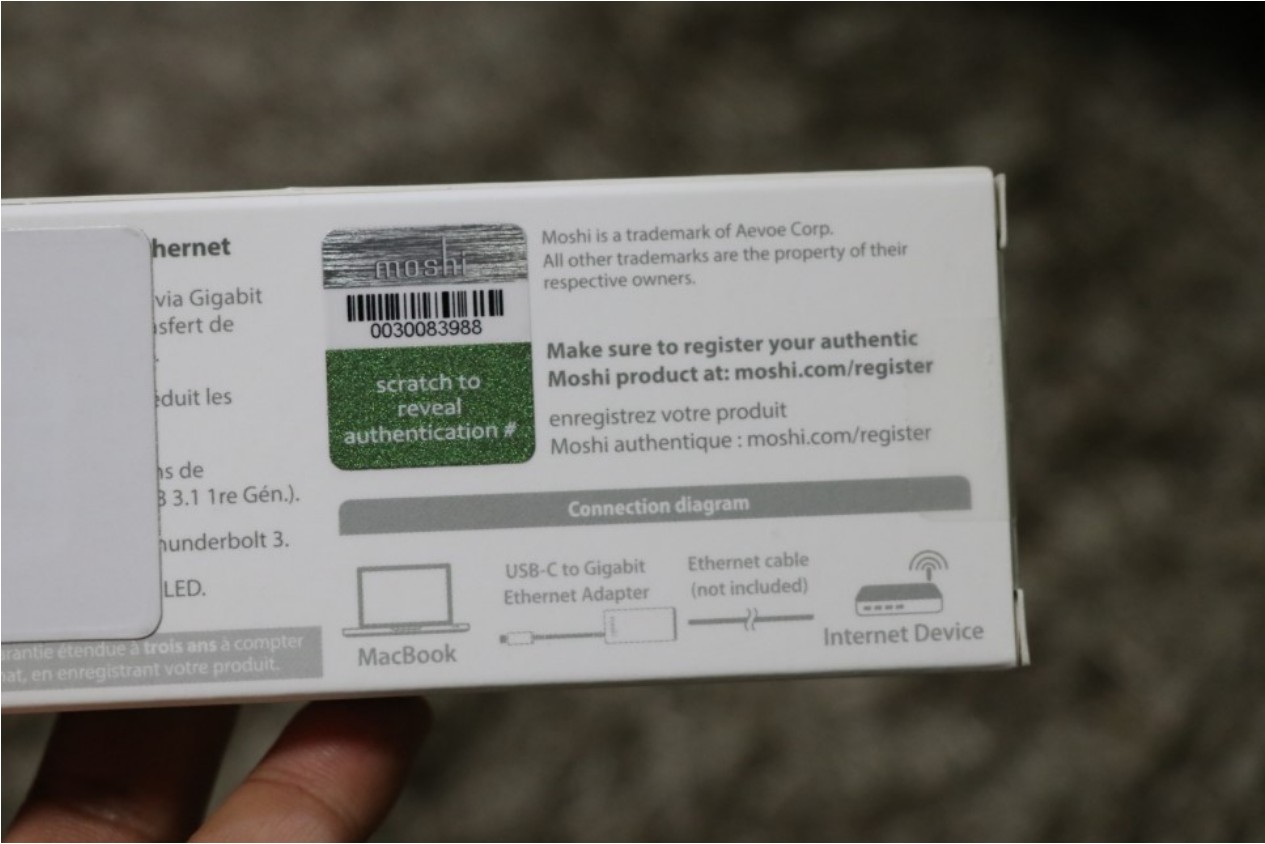 hernet
via Gigabit
sfert de
éduit les
ns de
3 3.1 1re Gén.).
hunderbolt 3.
LED.
arantie étendue à trois ans à compter
hat, en enregistrant votre produit.
moshi
0030083988
scratch to
reveal
authentication #
Moshi is a trademark of Aevoe Corp.
All other trademarks are the property of their
respective owners.
Make sure to register your authentic
Moshi product at: moshi.com/register
enregistrez votre produit
Moshi authentique : moshi.com/register
Connection diagram
MacBook
USB-C to Gigabit
Ethernet Adapter
Ethernet cable
(not included)
Internet Device